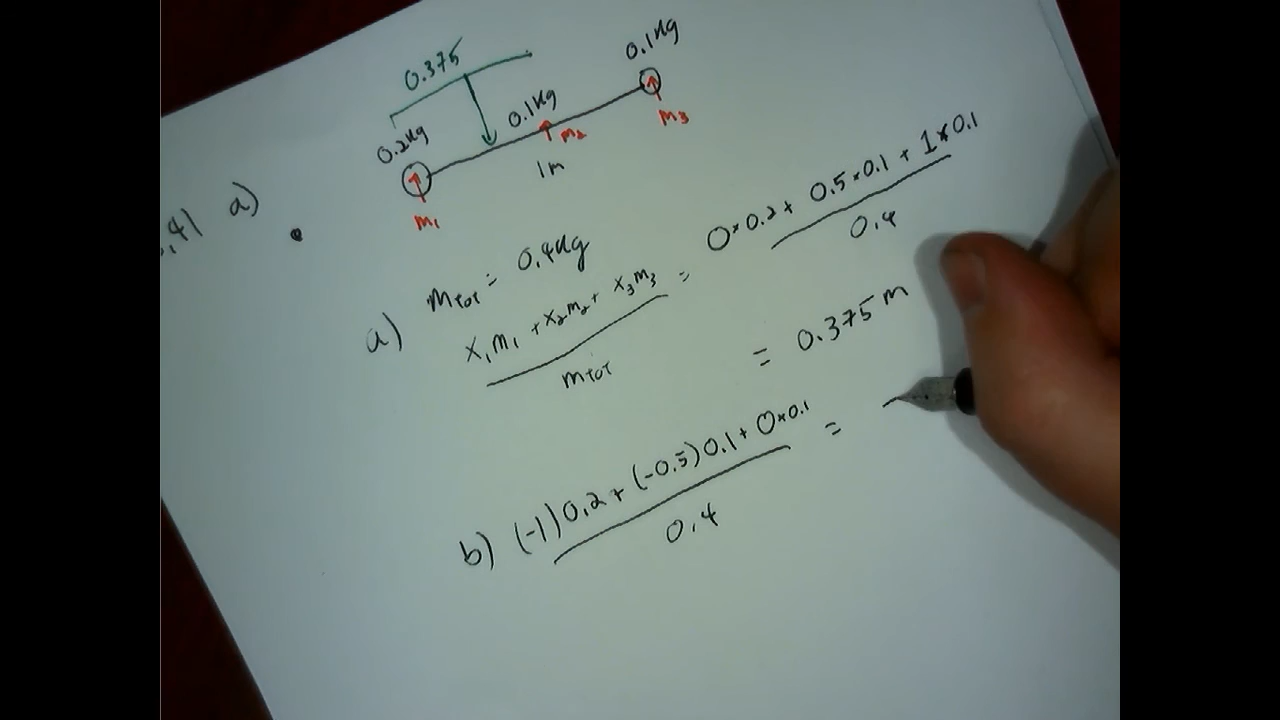 0.375
0.1kg
0.2kg
0.1kg
m₂
m₃
1m
m₁
,41 a)
mtot = 0.4kg
a) x₁m₁ + x₂m₂ + x₃m₃ = 0×0.2 + 0.5×0.1 + 1×0.1
mtot
0.4
= 0.375 m
b) (-1)0.2 + (-0.5)0.1 + 0×0.1 =
0.4